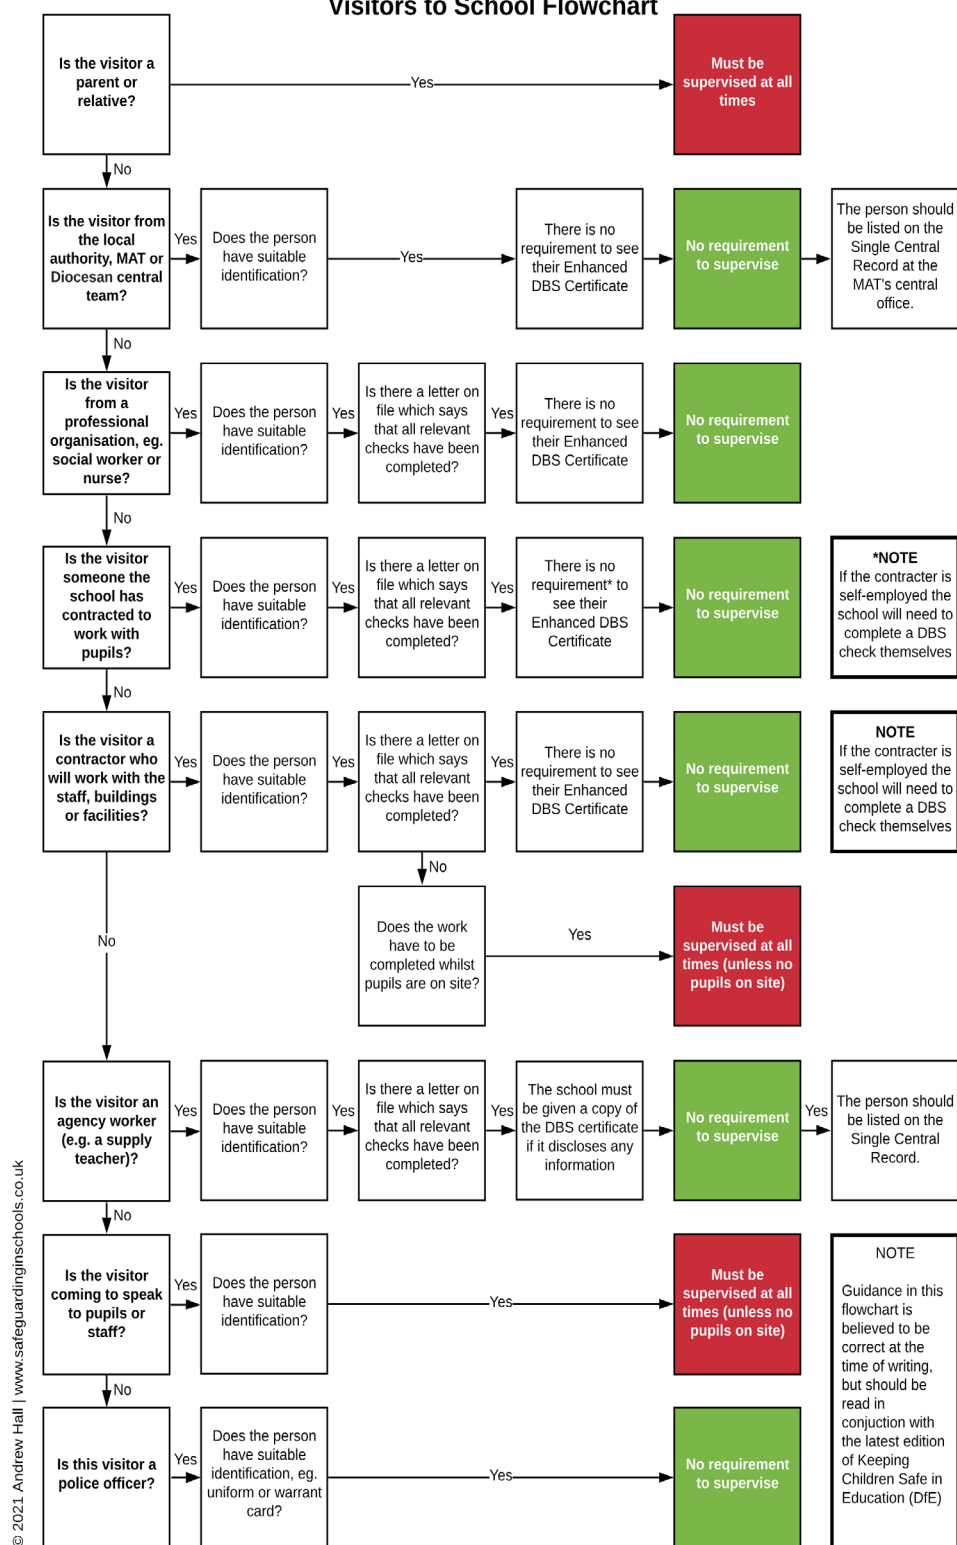 Visitors to School Flowchart
Is the visitor a
parent or
relative?
Yes
Must be
supervised at all
times
No
Is the visitor from
the local
authority, MAT or
Diocesan central
team?
Yes
Does the person
have suitable
identification?
Yes
There is no
requirement to see
their Enhanced
DBS Certificate
No requirement
to supervise
The person should
be listed on the
Single Central
Record at the
MAT's central
office.
No
Is the visitor
from a
professional
organisation, eg.
social worker or
nurse?
Yes
Does the person
have suitable
identification?
Yes
Is there a letter on
file which says
that all relevant
checks have been
completed?
Yes
There is no
requirement to see
their Enhanced
DBS Certificate
No requirement
to supervise
No
Is the visitor
someone the
school has
contracted to
work with
pupils?
Yes
Does the person
have suitable
identification?
Yes
Is there a letter on
file which says
that all relevant
checks have been
completed?
Yes
There is no
requirement* to
see their
Enhanced DBS
Certificate
No requirement
to supervise
*NOTE
If the contracter is
self-employed the
school will need to
complete a DBS
check themselves
No
Is the visitor a
contractor who
will work with the
staff, buildings
or facilities?
Yes
Does the person
have suitable
identification?
Yes
Is there a letter on
file which says
that all relevant
checks have been
completed?
Yes
There is no
requirement to see
their Enhanced
DBS Certificate
No requirement
to supervise
NOTE
If the contracter is
self-employed the
school will need to
complete a DBS
check themselves
No
Does the work
have to be
completed whilst
pupils are on site?
Yes
Must be
supervised at all
times (unless no
pupils on site)
No
Is the visitor an
agency worker
(e.g. a supply
teacher)?
Yes
Does the person
have suitable
identification?
Yes
Is there a letter on
file which says
that all relevant
checks have been
completed?
Yes
The school must
be given a copy of
the DBS certificate
if it discloses any
information
No requirement
to supervise
Yes
The person should
be listed on the
Single Central
Record.
No
Is the visitor
coming to speak
to pupils or
staff?
Yes
Does the person
have suitable
identification?
Yes
Must be
supervised at all
times (unless no
pupils on site)
NOTE
Guidance in this
flowchart is
believed to be
correct at the
time of writing,
but should be
read in
conjuction with
the latest edition
of Keeping
Children Safe in
Education (DfE)
No
Is this visitor a
police officer?
Yes
Does the person
have suitable
identification, eg.
uniform or warrant
card?
Yes
No requirement
to supervise
© 2021 Andrew Hall | www.safeguardinginschools.co.uk